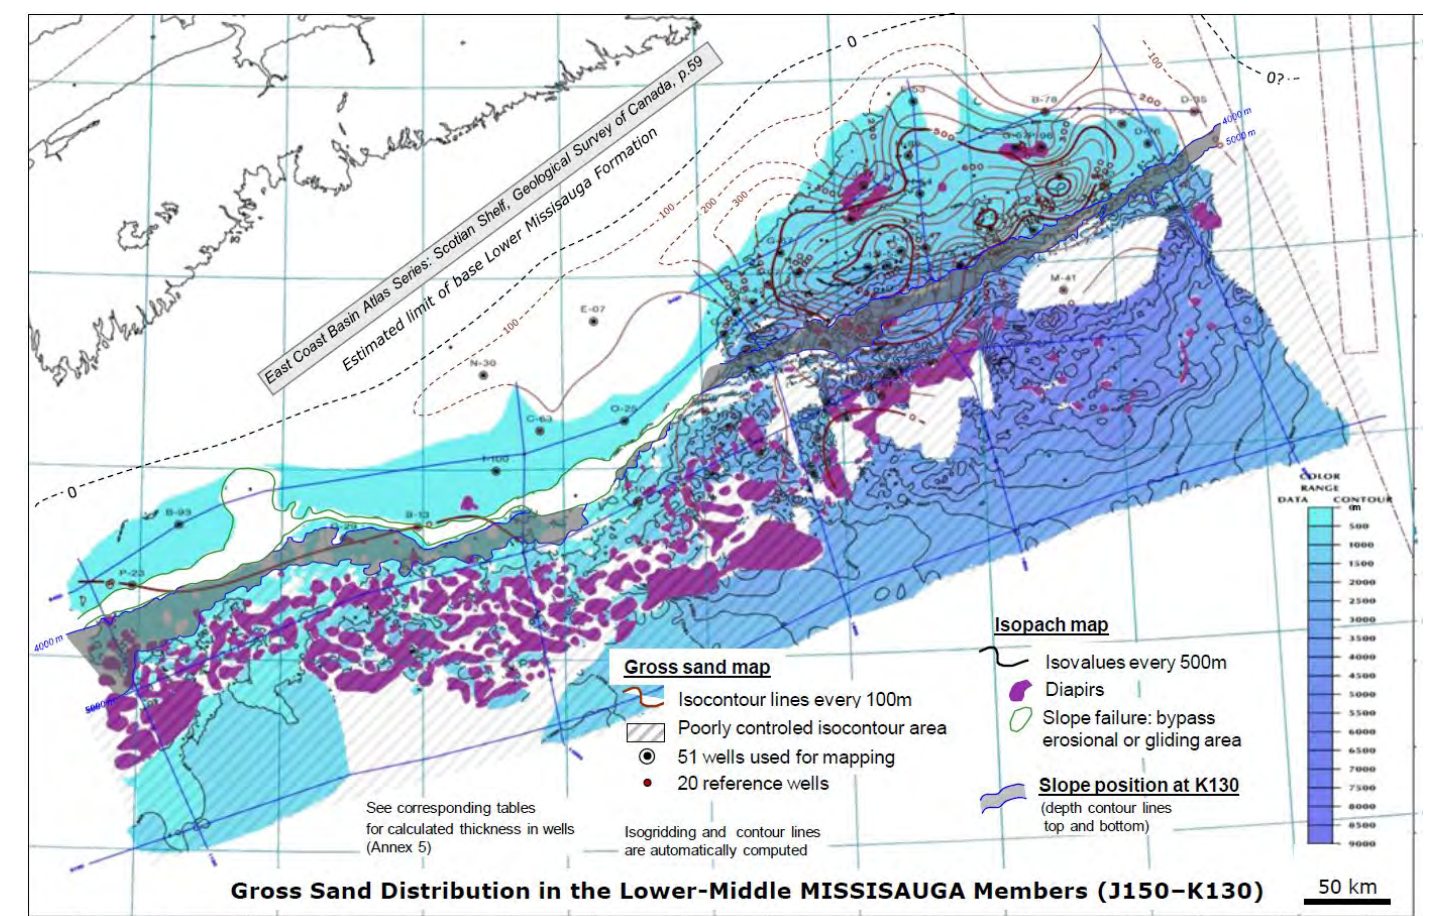 East Coast Basin Atlas Series: Scotian Shelf, Geological Survey of Canada, p.59
Estimated limit of base Lower Missisauga Formation
0
0
0?
100
200
300
100
100
200
500
B-78
D-35
G-67
E-07
N-30
C-63
O-25
I-100
B-93
B-13
P-23
M-41
4000 m
5000 m
4000 m
5000 m
COLOR
RANGE
DATA CONTOUR
0m
500
1000
1500
2000
2500
3000
3500
4000
4500
5000
5500
6000
6500
7000
7500
8000
8500
9000
Gross sand map
Isocontour lines every 100m
Poorly controled isocontour area
51 wells used for mapping
20 reference wells
Isopach map
Isovalues every 500m
Diapirs
Slope failure: bypass
erosional or gliding area
Slope position at K130
(depth contour lines
top and bottom)
See corresponding tables
for calculated thickness in wells
(Annex 5)
Isogridding and contour lines
are automatically computed
Gross Sand Distribution in the Lower-Middle MISSISAUGA Members (J150–K130)
50 km